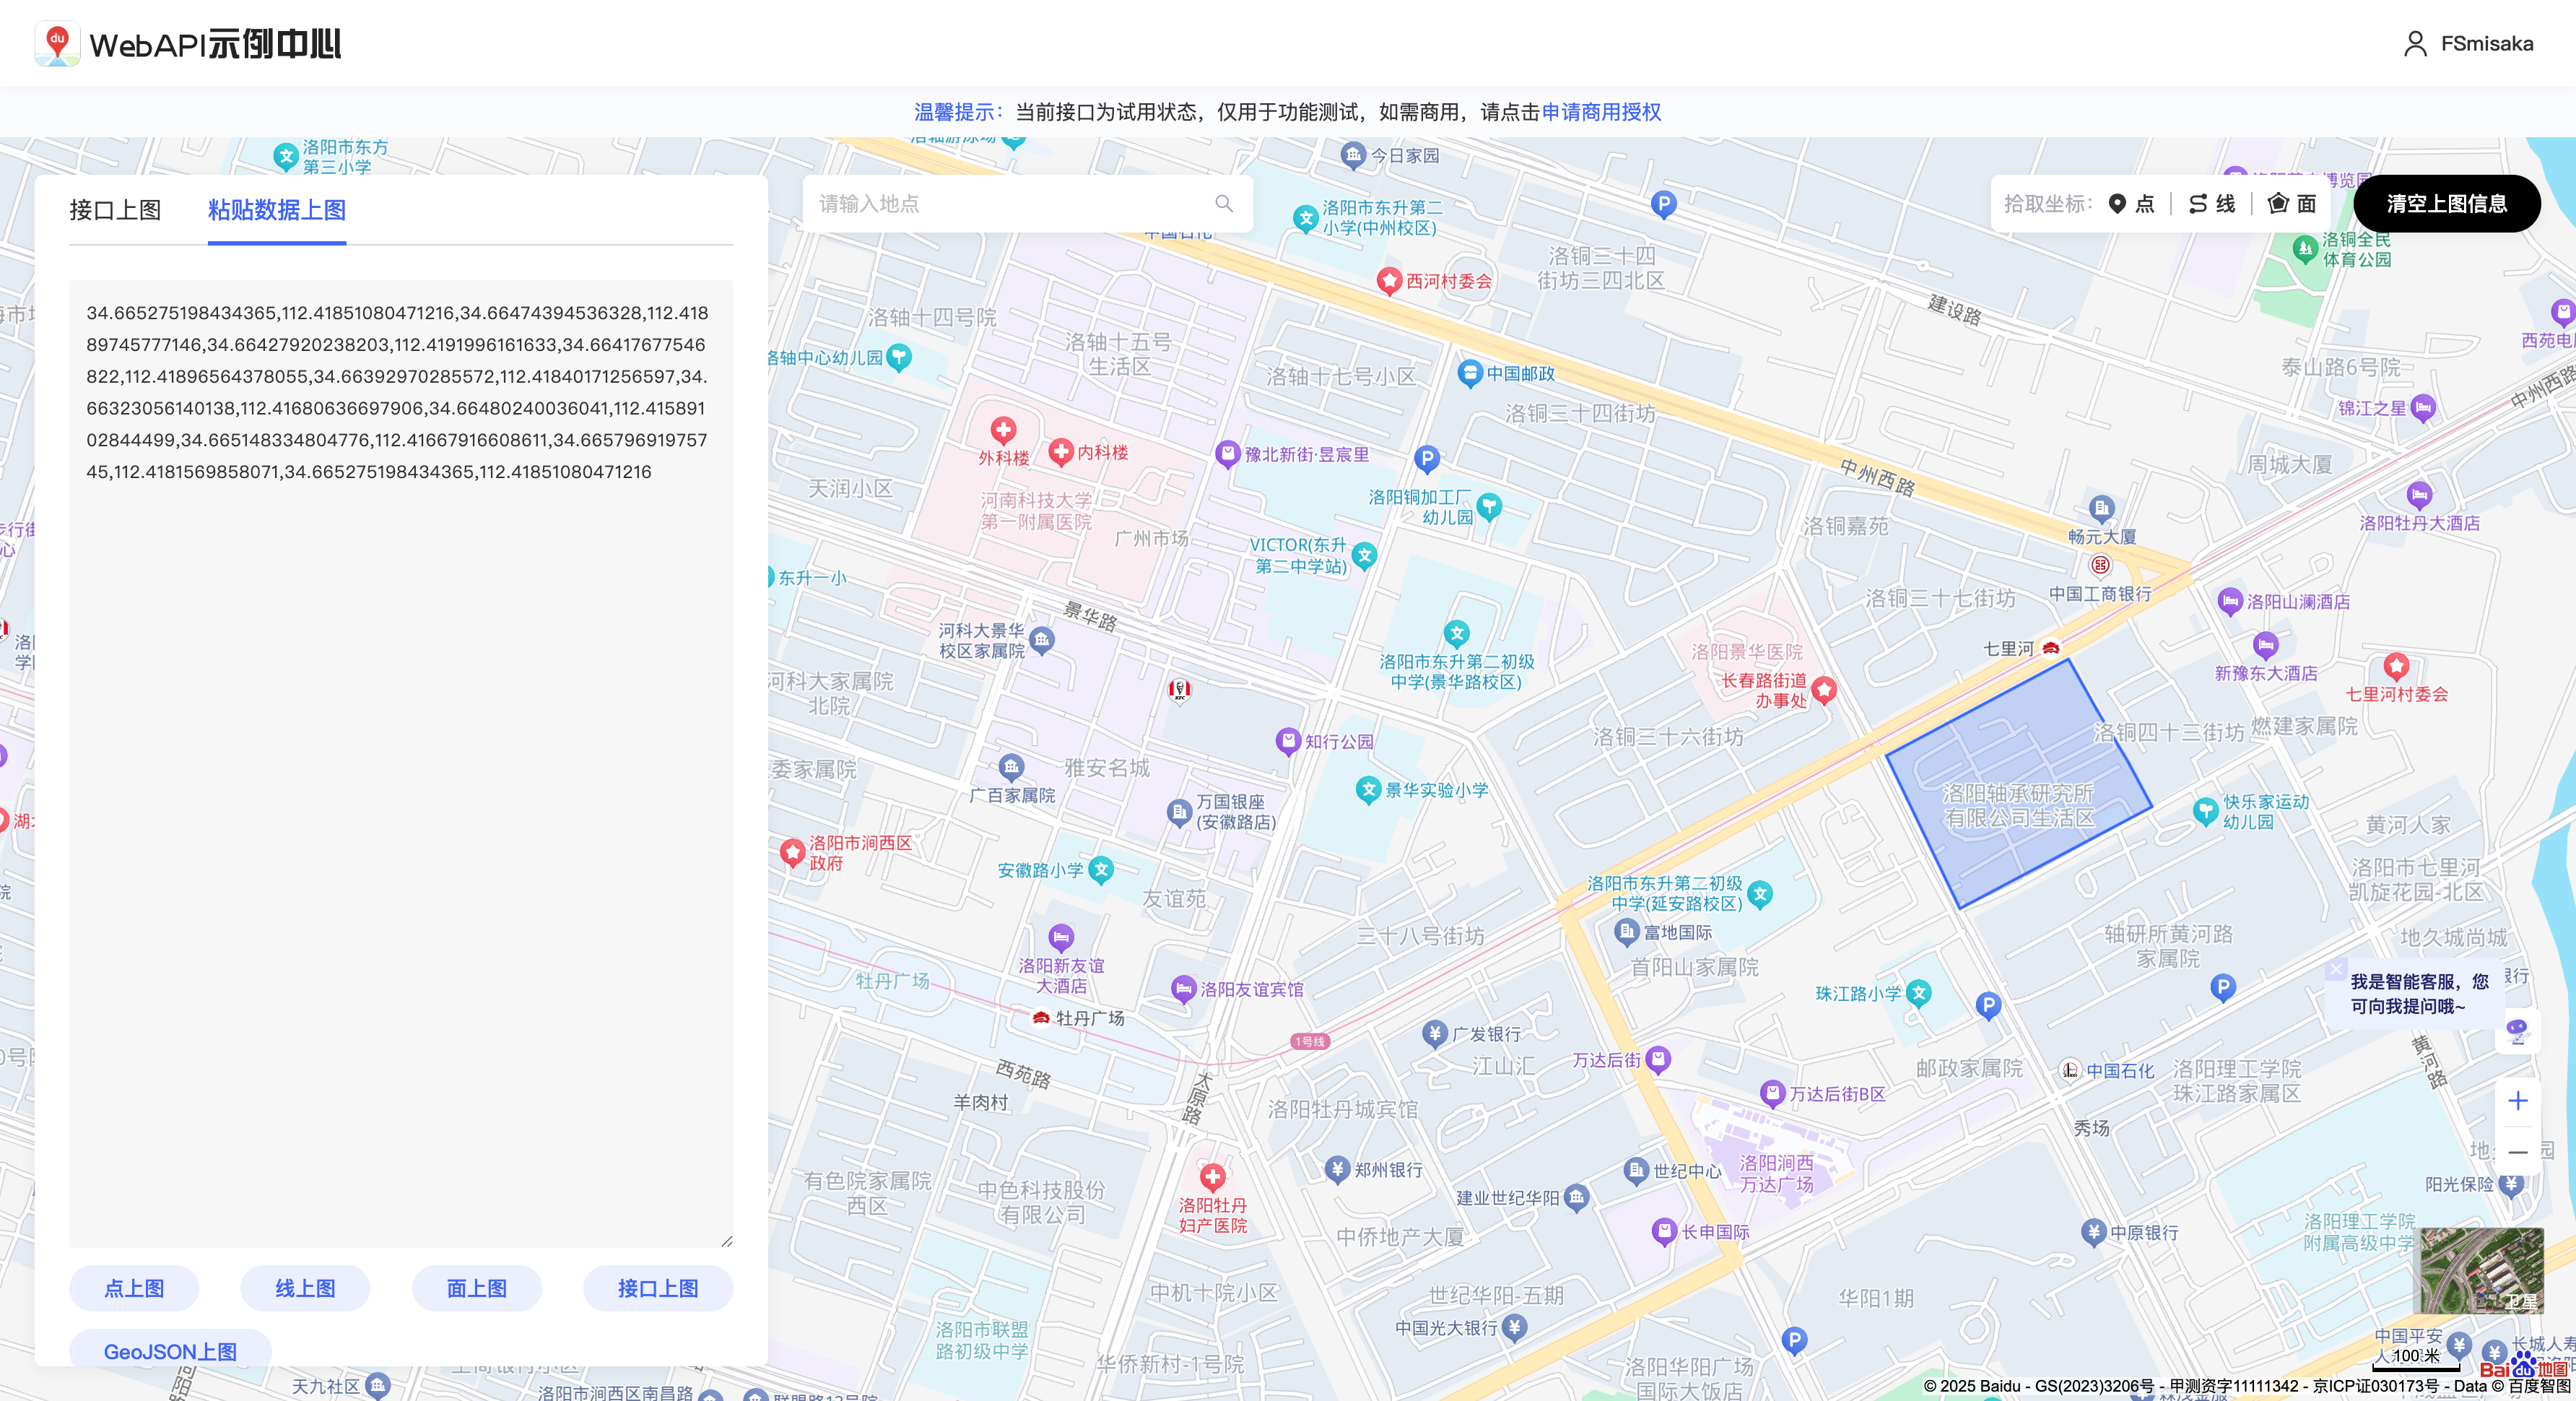 WebAPI示例中心
FSmisaka
温馨提示：当前接口为试用状态，仅用于功能测试，如需商用，请点击申请商用授权
接口上图
粘贴数据上图
34.665275198434365,112.41851080471216,34.66474394536328,112.418
89745777146,34.66427920238203,112.4191996161633,34.66417677546
822,112.41896564378055,34.66392970285572,112.41840171256597,34.
66323056140138,112.41680636697906,34.66480240036041,112.415891
02844499,34.665148334804776,112.41667916608611,34.665796919757
45,112.4181569858071,34.665275198434365,112.41851080471216
点上图
线上图
面上图
接口上图
GeoJSON上图
请输入地点
拾取坐标：
点
线
面
清空上图信息
洛阳市东方
第三小学
今日家园
洛阳市东升第二
小学(中州校区)
西河村委会
洛铜三十四
街坊三四北区
建设路
洛铜全民
体育公园
泰山路6号院
中州西路
锦江之星
周城大厦
洛阳牡丹大酒店
洛轴十四号院
洛轴中心幼儿园
洛轴十五号
生活区
洛轴十七号小区
中国邮政
洛铜三十四街坊
外科楼
内科楼
豫北新街·昱宸里
天润小区
河南科技大学
第一附属医院
广州市场
洛阳铜加工厂
幼儿园
中州西路
洛铜嘉苑
畅元大厦
中国工商银行
VICTOR(东升
第二中学站)
东升一小
景华路
洛铜三十七街坊
洛阳山澜酒店
河科大景华
校区家属院
洛阳市东升第二初级
中学(景华路校区)
洛阳景华医院
长春路街道
办事处
七里河
新豫东大酒店
七里河村委会
河科大家属院
北院
知行公园
洛铜三十六街坊
洛铜四十三街坊
燃建家属院
委家属院
雅安名城
广百家属院
万国银座
(安徽路店)
景华实验小学
洛阳轴承研究所
有限公司生活区
快乐家运动
幼儿园
黄河人家
洛阳市涧西区
政府
安徽路小学
友谊苑
洛阳市东升第二初级
中学(延安路校区)
洛阳市七里河
凯旋花园-北区
富地国际
三十八号街坊
轴研所黄河路
家属院
地久城尚城
洛阳新友谊
大酒店
牡丹广场
洛阳友谊宾馆
首阳山家属院
珠江路小学
我是智能客服，您
可向我提问哦~
牡丹广场
1号线
广发银行
江山汇
万达后街
邮政家属院
中国石化
洛阳理工学院
珠江路家属区
黄河路
西苑路
太原路
羊肉村
万达后街B区
洛阳牡丹城宾馆
秀场
郑州银行
世纪中心
洛阳涧西
万达广场
有色院家属院
西区
中色科技股份
有限公司
洛阳牡丹
妇产医院
建业世纪华阳
阳光保险
中侨地产大厦
长申国际
中原银行
洛阳理工学院
附属高级中学
中机十院小区
世纪华阳-五期
华阳1期
卫星
洛阳市联盟
路初级中学
中国光大银行
华侨新村-1号院
洛阳华阳广场
国际大饭店
中国平安
100 米
Bai du 地图
天九社区
洛阳市涧西区南昌路
© 2025 Baidu - GS(2023)3206号 - 甲测资字11111342 - 京ICP证030173号 - Data © 百度智图